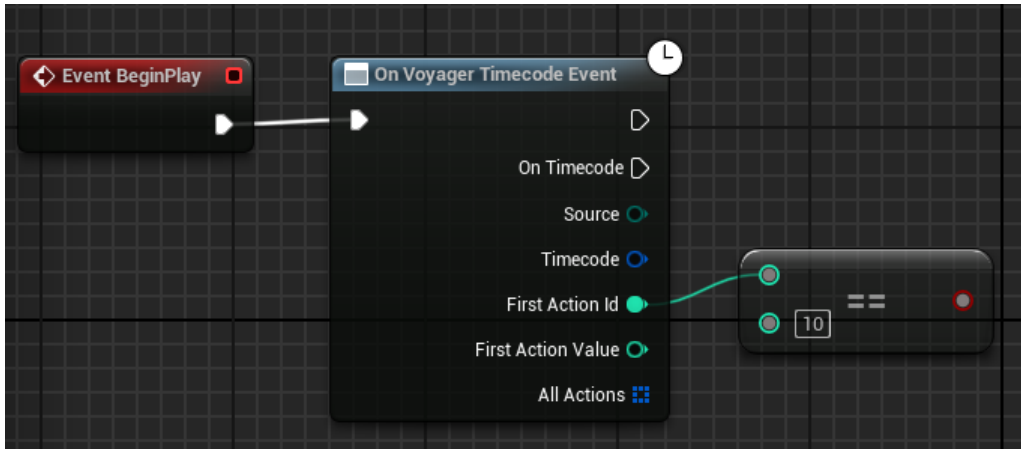 Event BeginPlay
On Voyager Timecode Event
On Timecode
Source
Timecode
First Action Id
First Action Value
All Actions
==
10